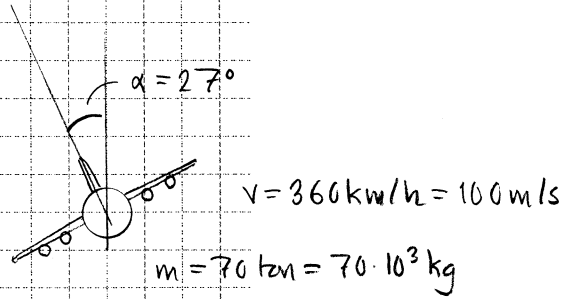 α = 27°
v = 360 km/h = 100 m/s
m = 70 ton = 70·10³ kg